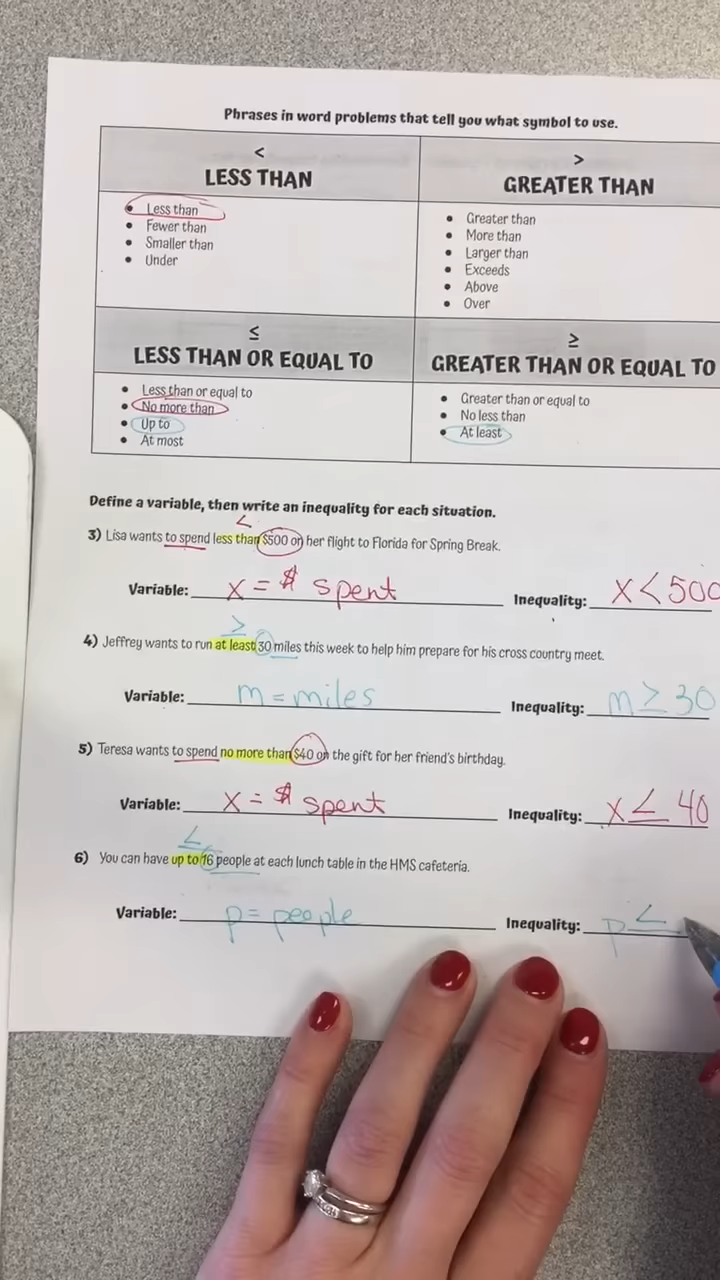 Phrases in word problems that tell you what symbol to use.
<
LESS THAN
• Less than
• Fewer than
• Smaller than
• Under
>
GREATER THAN
• Greater than
• More than
• Larger than
• Exceeds
• Above
• Over
≤
LESS THAN OR EQUAL TO
• Less than or equal to
• No more than
• Up to
• At most
≥
GREATER THAN OR EQUAL TO
• Greater than or equal to
• No less than
• At least
Define a variable, then write an inequality for each situation.
<
3) Lisa wants to spend less than $500 on her flight to Florida for Spring Break.
Variable: x = $ spent Inequality: x < 500
≥
4) Jeffrey wants to run at least 30 miles this week to help him prepare for his cross country meet.
Variable: m = miles Inequality: m ≥ 30
5) Teresa wants to spend no more than $40 on the gift for her friend's birthday.
Variable: x = $ spent Inequality: x ≤ 40
≤
6) You can have up to 16 people at each lunch table in the HMS cafeteria.
Variable: p = people Inequality: p ≤